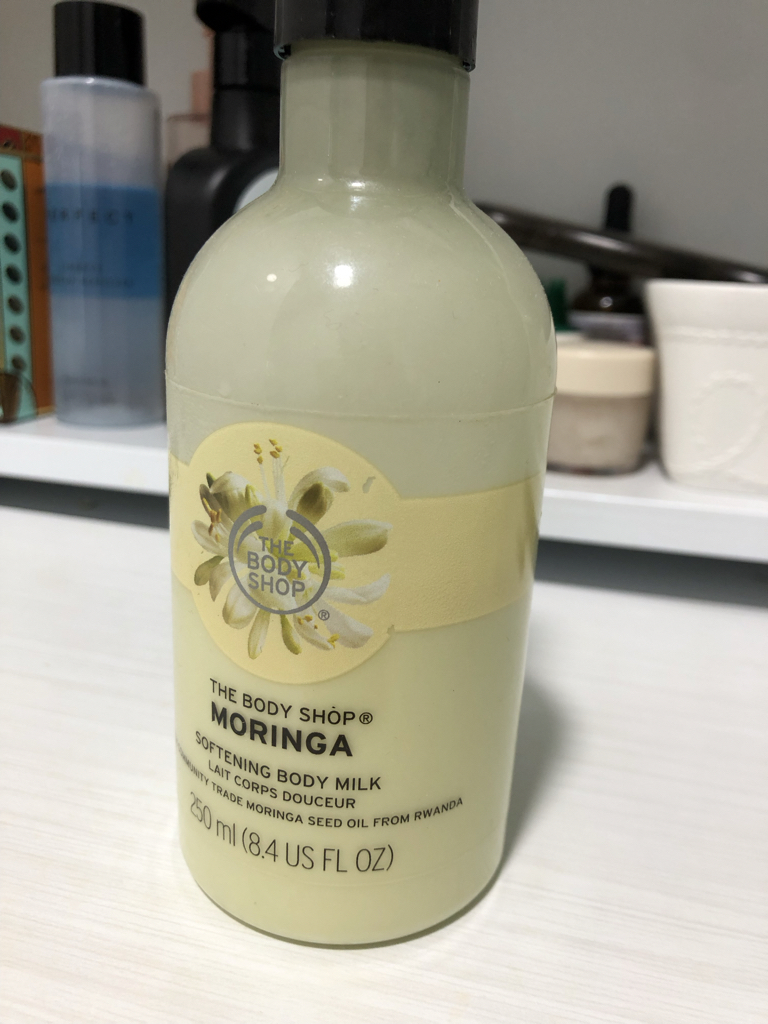 THE
BODY
SHOP
®
THE BODY SHOP®
MORINGA
SOFTENING BODY MILK
LAIT CORPS DOUCEUR
COMMUNITY TRADE MORINGA SEED OIL FROM RWANDA
250 ml (8.4 US FL OZ)